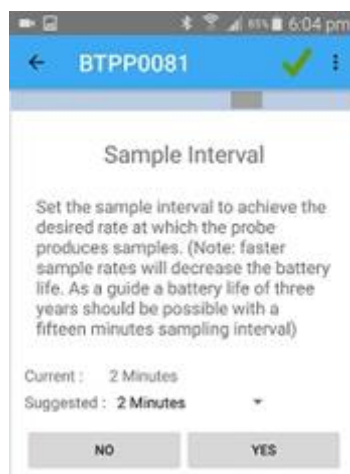 85% 6:04 pm
BTPP0081
Sample Interval
Set the sample interval to achieve the
desired rate at which the probe
produces samples. (Note: faster
sample rates will decrease the battery
life. As a guide a battery life of three
years should be possible with a
fifteen minutes sampling interval)
Current : 2 Minutes
Suggested : 2 Minutes
NO YES